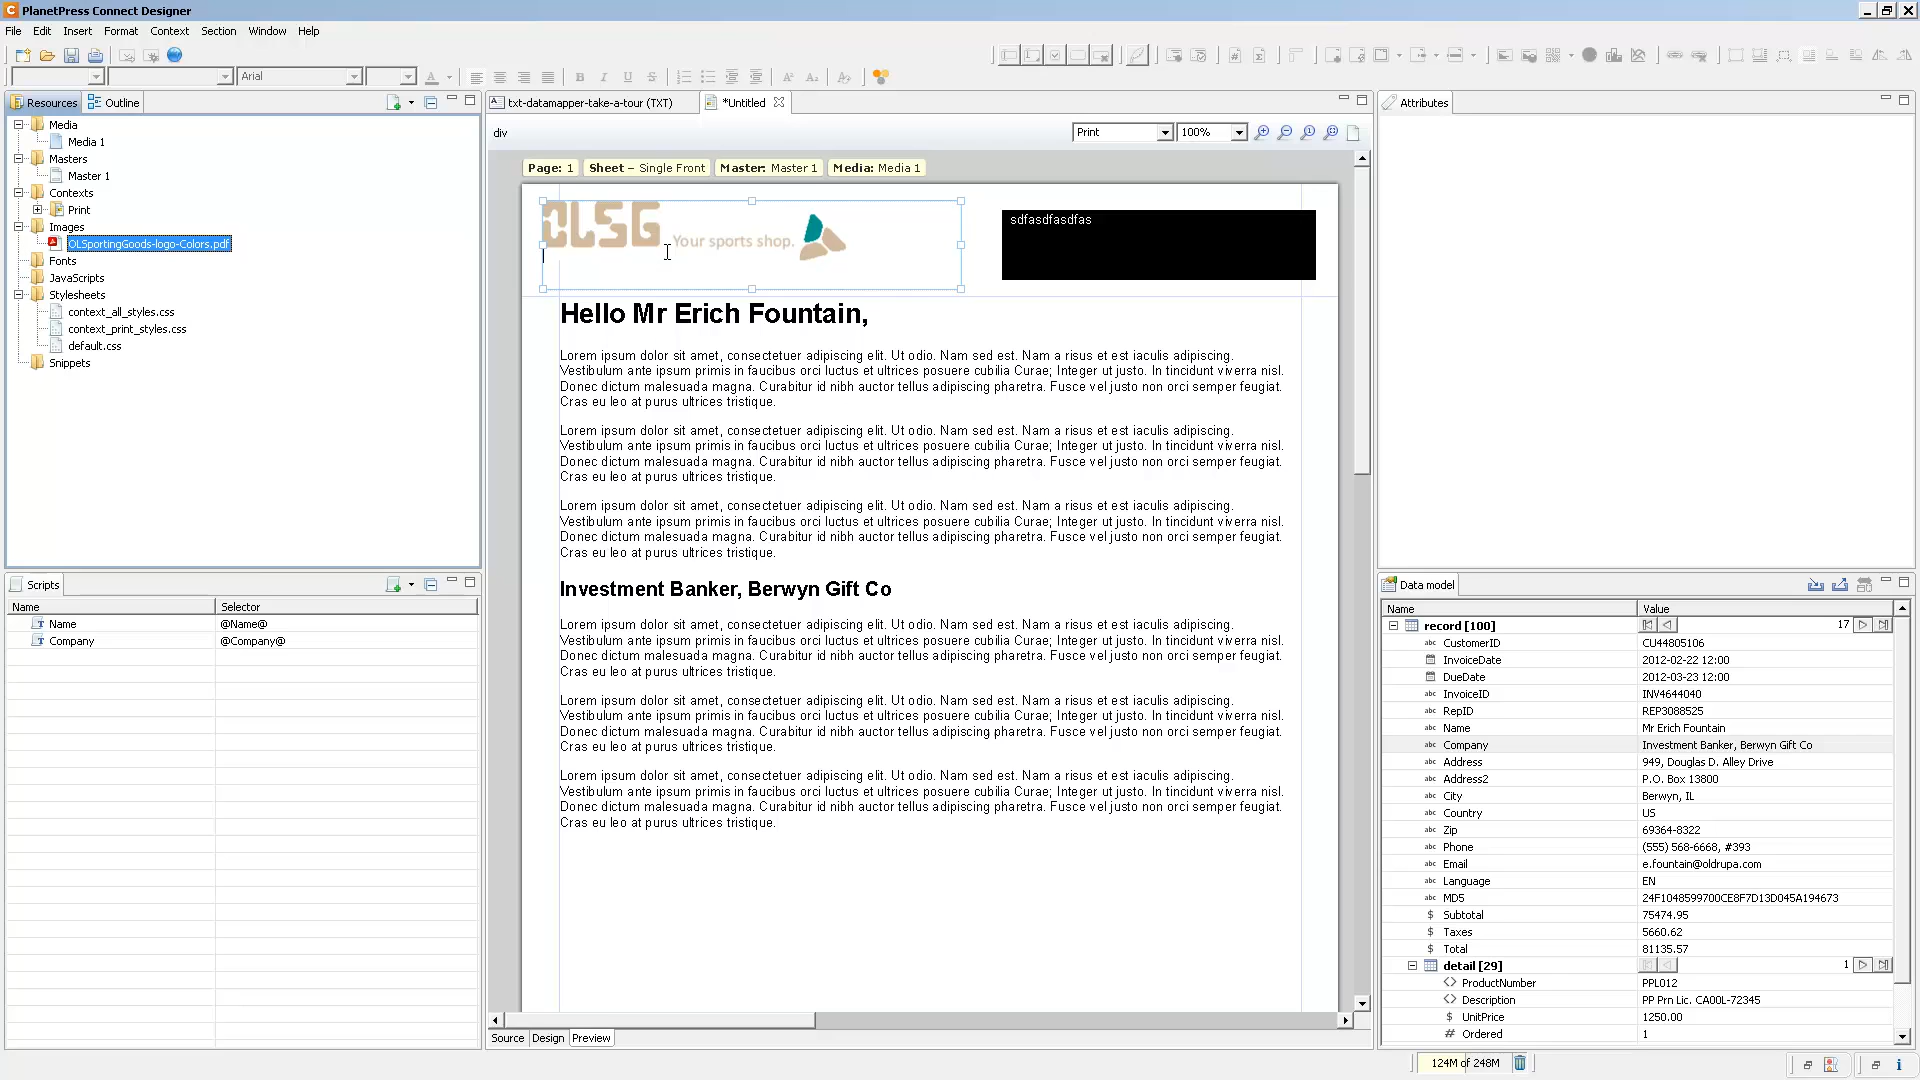 PlanetPress Connect Designer
File Edit Insert Format Context Section Window Help
Arial
Resources Outline
Media
Media 1
Masters
Master 1
Contexts
Print
Images
OLSportingGoods-logo-Colors.pdf
Fonts
JavaScripts
Stylesheets
context_all_styles.css
context_print_styles.css
default.css
Snippets
Scripts
Name Selector
Name @Name@
Company @Company@
txt-datamapper-take-a-tour (TXT) *Untitled
div Print 100%
Page: 1 Sheet – Single Front Master: Master 1 Media: Media 1
OLSG Your sports shop.
sdfasdfasdfas
Hello Mr Erich Fountain,
Lorem ipsum dolor sit amet, consectetuer adipiscing elit. Ut odio. Nam sed est. Nam a risus et est iaculis adipiscing.
Vestibulum ante ipsum primis in faucibus orci luctus et ultrices posuere cubilia Curae; Integer ut justo. In tincidunt viverra nisl.
Donec dictum malesuada magna. Curabitur id nibh auctor tellus adipiscing pharetra. Fusce vel justo non orci semper feugiat.
Cras eu leo at purus ultrices tristique.
Lorem ipsum dolor sit amet, consectetuer adipiscing elit. Ut odio. Nam sed est. Nam a risus et est iaculis adipiscing.
Vestibulum ante ipsum primis in faucibus orci luctus et ultrices posuere cubilia Curae; Integer ut justo. In tincidunt viverra nisl.
Donec dictum malesuada magna. Curabitur id nibh auctor tellus adipiscing pharetra. Fusce vel justo non orci semper feugiat.
Cras eu leo at purus ultrices tristique.
Lorem ipsum dolor sit amet, consectetuer adipiscing elit. Ut odio. Nam sed est. Nam a risus et est iaculis adipiscing.
Vestibulum ante ipsum primis in faucibus orci luctus et ultrices posuere cubilia Curae; Integer ut justo. In tincidunt viverra nisl.
Donec dictum malesuada magna. Curabitur id nibh auctor tellus adipiscing pharetra. Fusce vel justo non orci semper feugiat.
Cras eu leo at purus ultrices tristique.
Investment Banker, Berwyn Gift Co
Lorem ipsum dolor sit amet, consectetuer adipiscing elit. Ut odio. Nam sed est. Nam a risus et est iaculis adipiscing.
Vestibulum ante ipsum primis in faucibus orci luctus et ultrices posuere cubilia Curae; Integer ut justo. In tincidunt viverra nisl.
Donec dictum malesuada magna. Curabitur id nibh auctor tellus adipiscing pharetra. Fusce vel justo non orci semper feugiat.
Cras eu leo at purus ultrices tristique.
Lorem ipsum dolor sit amet, consectetuer adipiscing elit. Ut odio. Nam sed est. Nam a risus et est iaculis adipiscing.
Vestibulum ante ipsum primis in faucibus orci luctus et ultrices posuere cubilia Curae; Integer ut justo. In tincidunt viverra nisl.
Donec dictum malesuada magna. Curabitur id nibh auctor tellus adipiscing pharetra. Fusce vel justo non orci semper feugiat.
Cras eu leo at purus ultrices tristique.
Lorem ipsum dolor sit amet, consectetuer adipiscing elit. Ut odio. Nam sed est. Nam a risus et est iaculis adipiscing.
Vestibulum ante ipsum primis in faucibus orci luctus et ultrices posuere cubilia Curae; Integer ut justo. In tincidunt viverra nisl.
Donec dictum malesuada magna. Curabitur id nibh auctor tellus adipiscing pharetra. Fusce vel justo non orci semper feugiat.
Cras eu leo at purus ultrices tristique.
Source Design Preview
Attributes
Data model
Name Value
record [100] 17
CustomerID CU44805106
InvoiceDate 2012-02-22 12:00
DueDate 2012-03-23 12:00
InvoiceID INV4644040
RepID REP3088525
Name Mr Erich Fountain
Company Investment Banker, Berwyn Gift Co
Address 949, Douglas D. Alley Drive
Address2 P.O. Box 13800
City Berwyn, IL
Country US
Zip 69364-8322
Phone (555) 568-6668, #393
Email e.fountain@oldrupa.com
Language EN
MD5 24F1048599700CE8F7D13D045A194673
Subtotal 75474.95
Taxes 5660.62
Total 81135.57
detail [29] 1
ProductNumber PPL012
Description PP Prn Lic. CA00L-72345
UnitPrice 1250.00
Ordered 1
124M of 248M